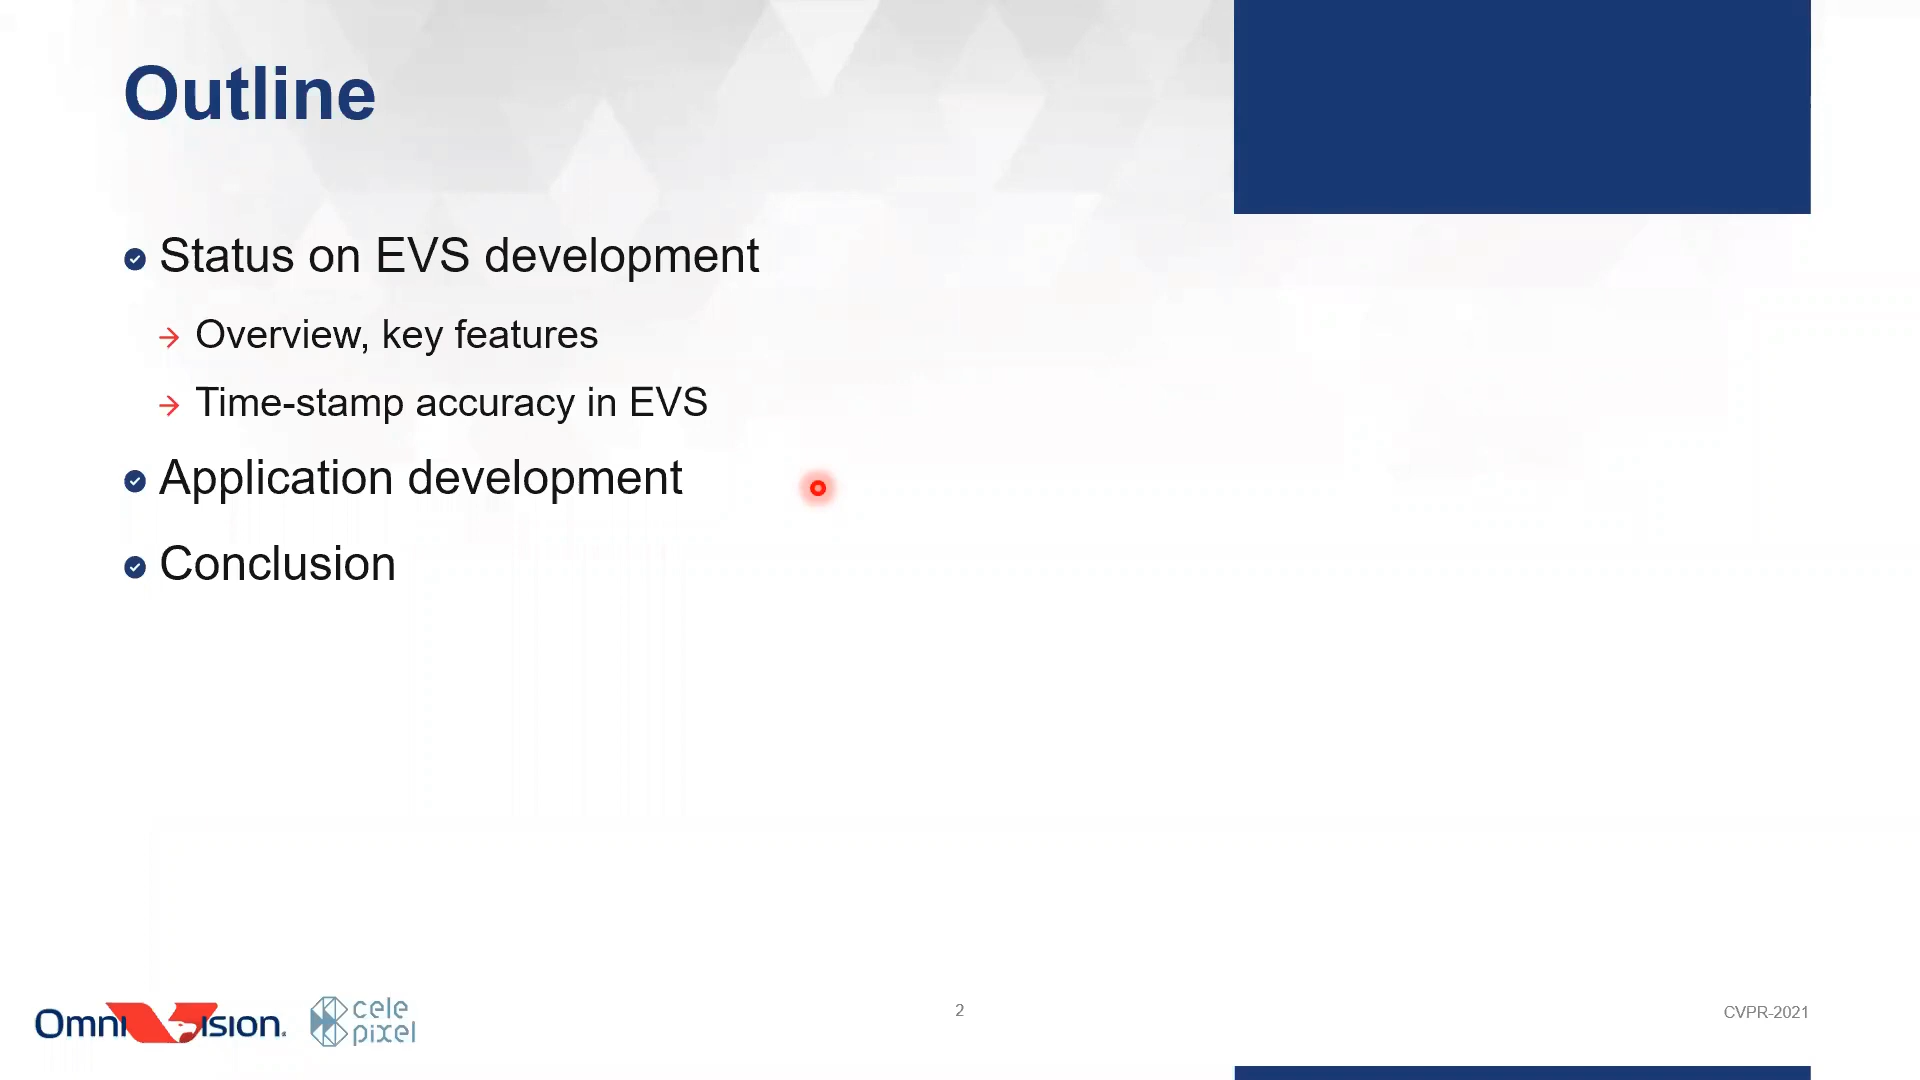 Outline
Status on EVS development
Overview, key features
Time-stamp accuracy in EVS
Application development
Conclusion
OmniVision
cele
pixel
2
CVPR-2021